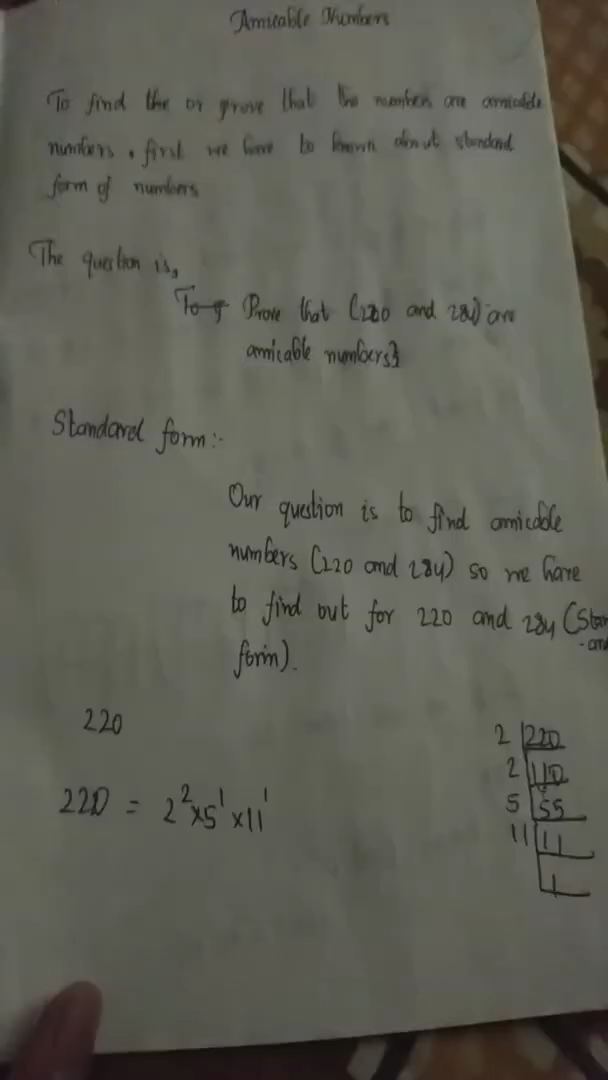 Amicable Numbers
To find the or prove that the numbers are amicable
numbers, first we have to known about standard
form of numbers
The question is,
To Prove that (220 and 284) are
amicable numbers}
Standard form:-
Our question is to find amicable
numbers (220 and 284) so we have
to find out for 220 and 284 (Stan
-dard
form).
220
2 220
2 110
5 55
11 11
1
220 = 2² × 5¹ × 11¹